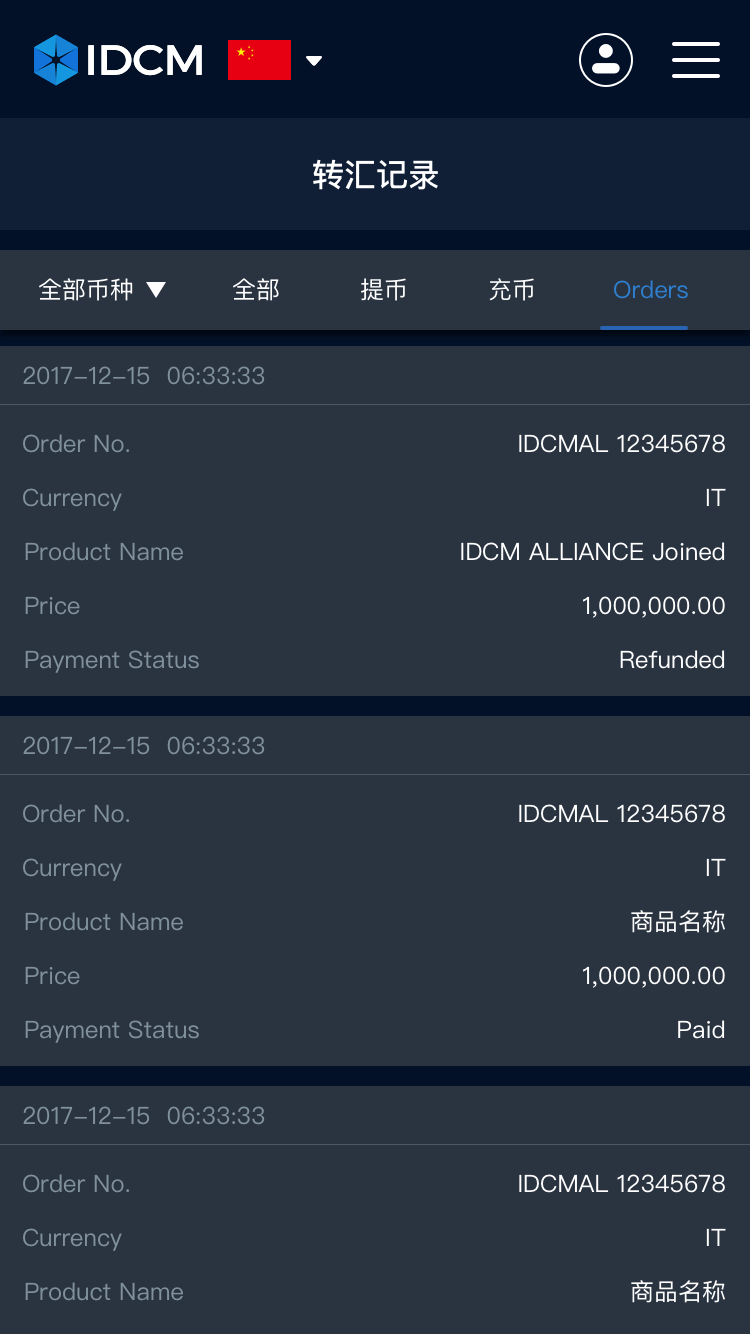 IDCM
转汇记录
全部币种 ▼ 全部 提币 充币 Orders
2017-12-15 06:33:33
Order No. IDCMAL 12345678
Currency IT
Product Name IDCM ALLIANCE Joined
Price 1,000,000.00
Payment Status Refunded
2017-12-15 06:33:33
Order No. IDCMAL 12345678
Currency IT
Product Name 商品名称
Price 1,000,000.00
Payment Status Paid
2017-12-15 06:33:33
Order No. IDCMAL 12345678
Currency IT
Product Name 商品名称